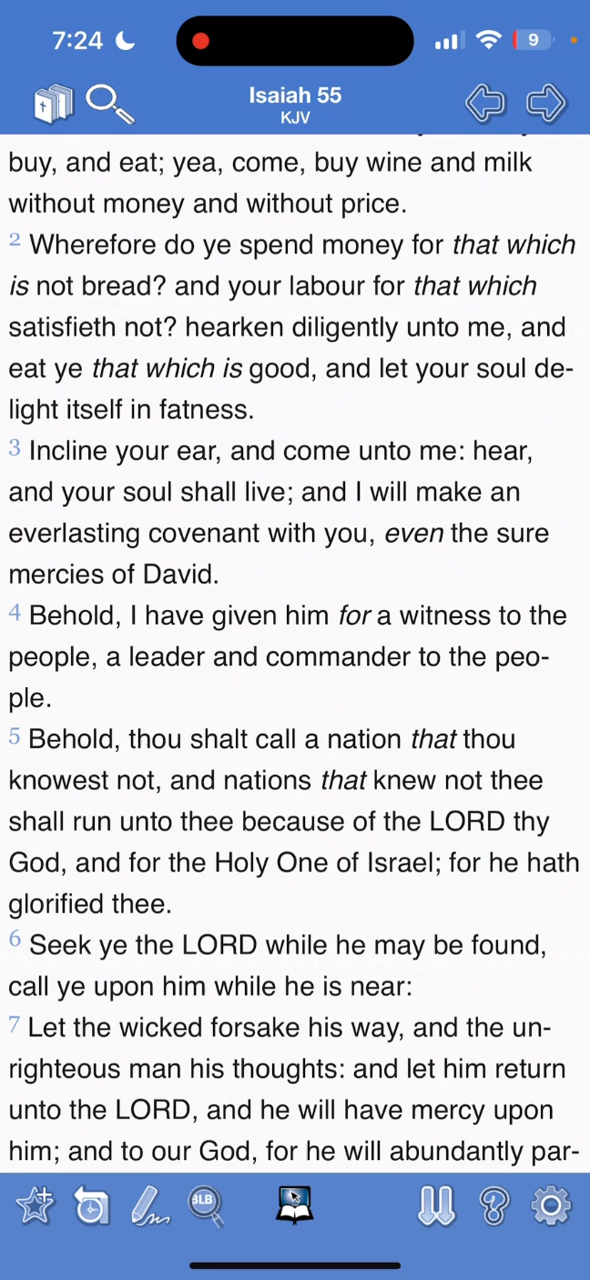 7:24
9
Isaiah 55
KJV
buy, and eat; yea, come, buy wine and milk
without money and without price.
2 Wherefore do ye spend money for that which
is not bread? and your labour for that which
satisfieth not? hearken diligently unto me, and
eat ye that which is good, and let your soul de-
light itself in fatness.
3 Incline your ear, and come unto me: hear,
and your soul shall live; and I will make an
everlasting covenant with you, even the sure
mercies of David.
4 Behold, I have given him for a witness to the
people, a leader and commander to the peo-
ple.
5 Behold, thou shalt call a nation that thou
knowest not, and nations that knew not thee
shall run unto thee because of the LORD thy
God, and for the Holy One of Israel; for he hath
glorified thee.
6 Seek ye the LORD while he may be found,
call ye upon him while he is near:
7 Let the wicked forsake his way, and the un-
righteous man his thoughts: and let him return
unto the LORD, and he will have mercy upon
him; and to our God, for he will abundantly par-
BLB